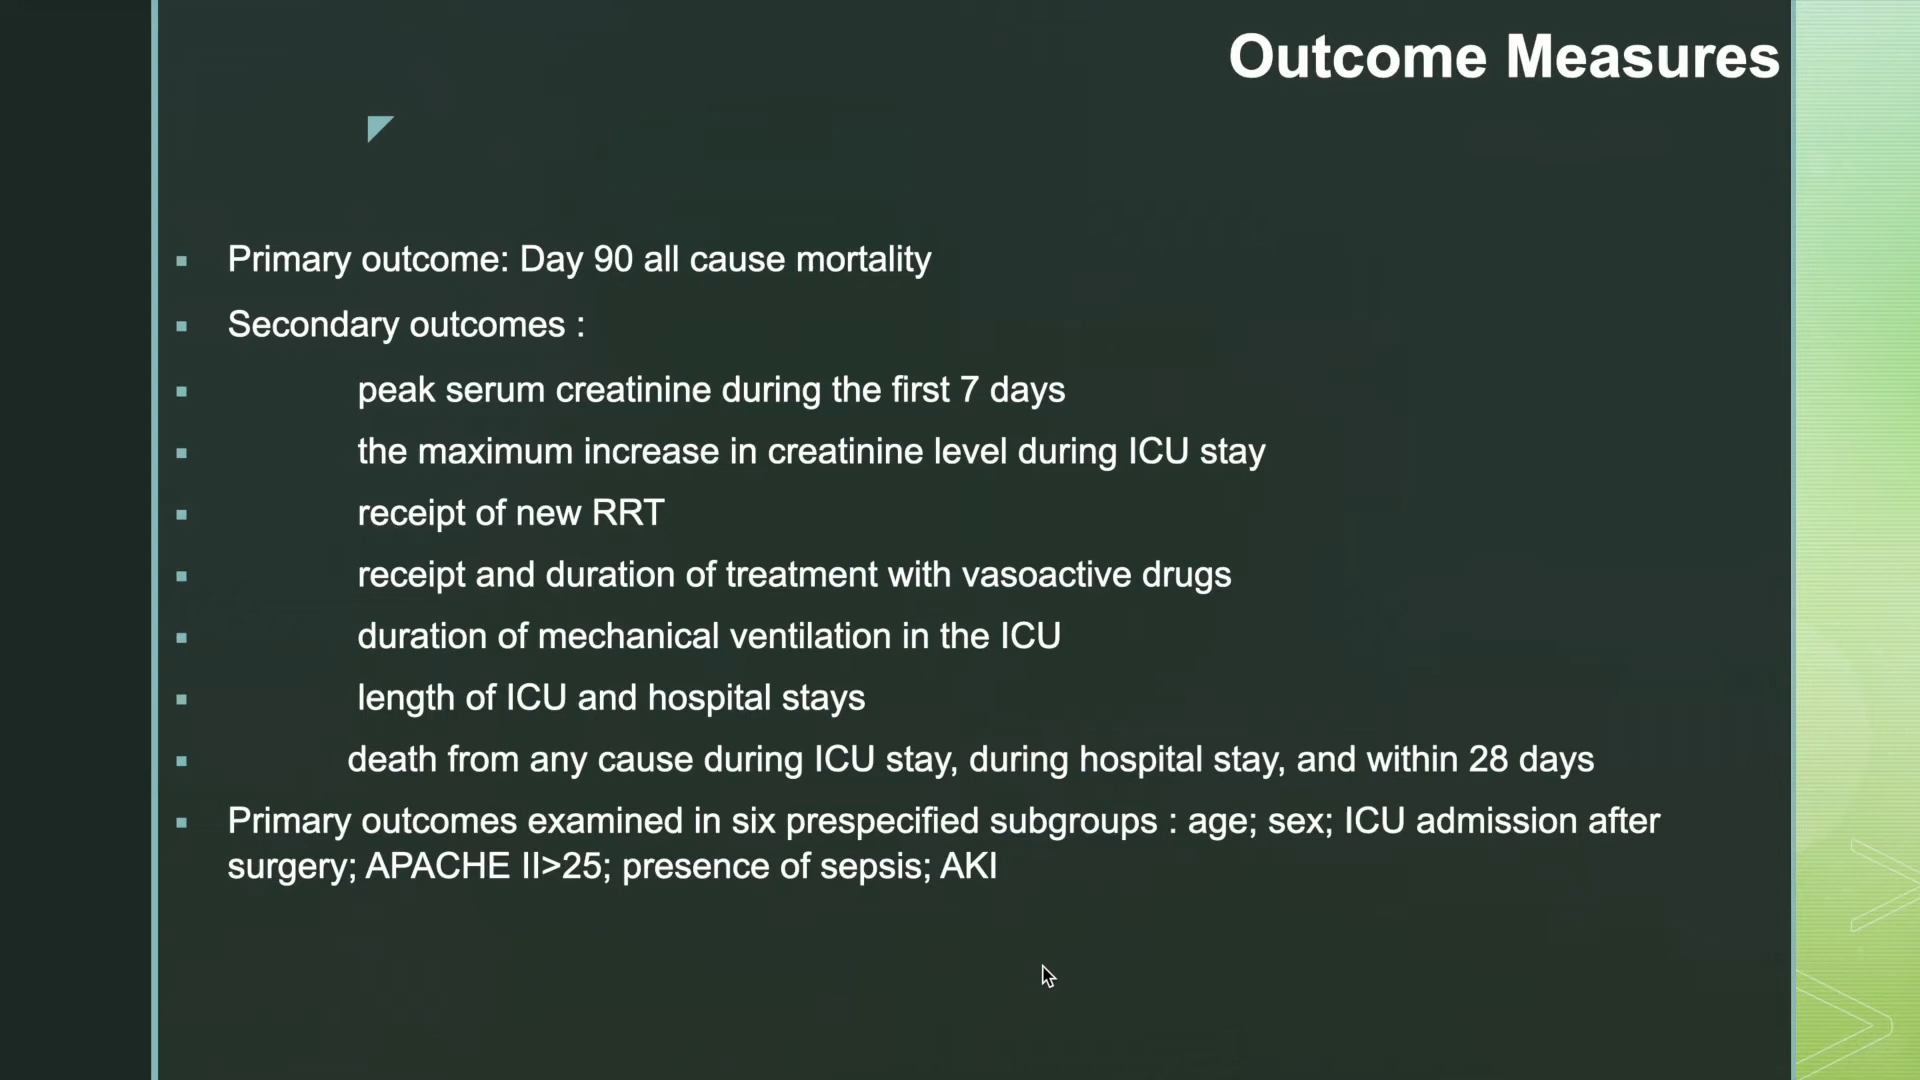 Outcome Measures
▪ Primary outcome: Day 90 all cause mortality
▪ Secondary outcomes :
▪ peak serum creatinine during the first 7 days
▪ the maximum increase in creatinine level during ICU stay
▪ receipt of new RRT
▪ receipt and duration of treatment with vasoactive drugs
▪ duration of mechanical ventilation in the ICU
▪ length of ICU and hospital stays
▪ death from any cause during ICU stay, during hospital stay, and within 28 days
▪ Primary outcomes examined in six prespecified subgroups : age; sex; ICU admission after
surgery; APACHE II>25; presence of sepsis; AKI